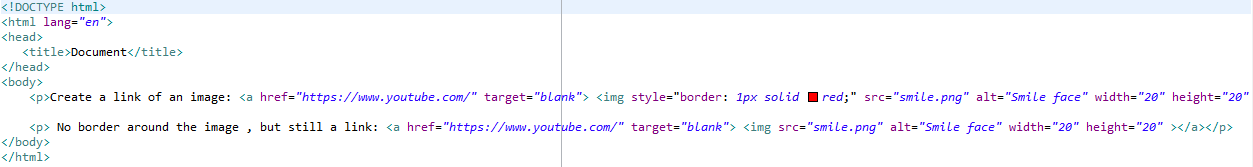 <!DOCTYPE html>
<html lang="en">
<head>
   <title>Document</title>
</head>
<body>
    <p>Create a link of an image: <a href="https://www.youtube.com/" target="blank"> <img style="border: 1px solid red;" src="smile.png" alt="Smile face" width="20" height="20"
    <p> No border around the image , but still a link: <a href="https://www.youtube.com/" target="blank"> <img src="smile.png" alt="Smile face" width="20" height="20" ></a></p>
</body>
</html>